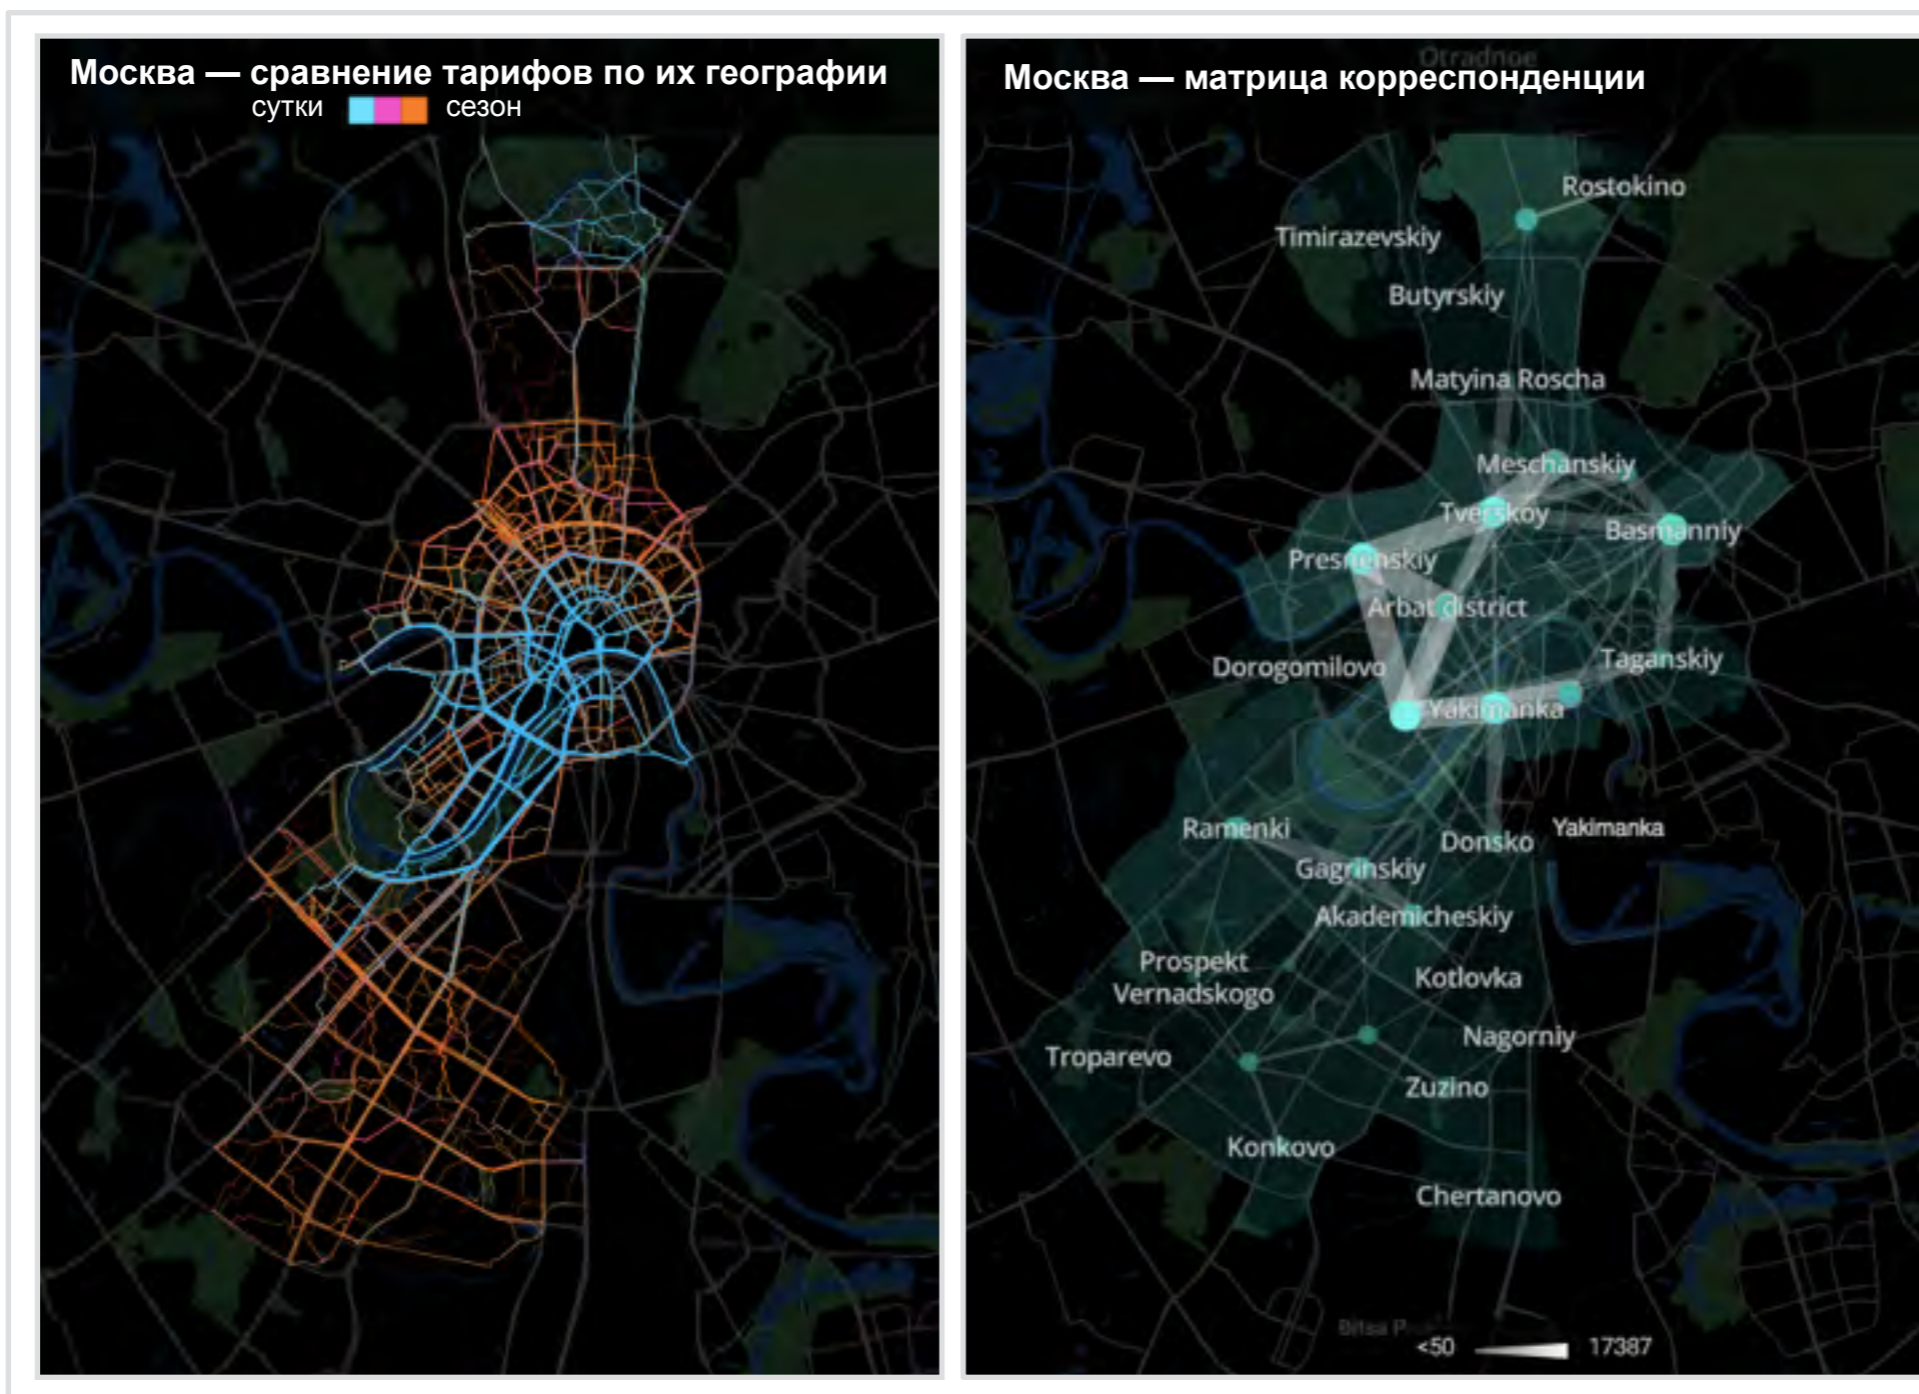 Москва — сравнение тарифов по их географии
сутки сезон
Москва — матрица корреспонденции
Otradnoe
Rostokino
Timirazevskiy
Butyrskiy
Matyina Roscha
Meschanskiy
Tverskoy
Basmanniy
Presnenskiy
Arbat district
Taganskiy
Dorogomilovo
Yakimanka
Ramenki
Donsko
Yakimanka
Gagrinskiy
Akademicheskiy
Prospekt
Vernadskogo
Kotlovka
Nagorniy
Troparevo
Zuzino
Konkovo
Chertanovo
Bitsa P
<50 17387